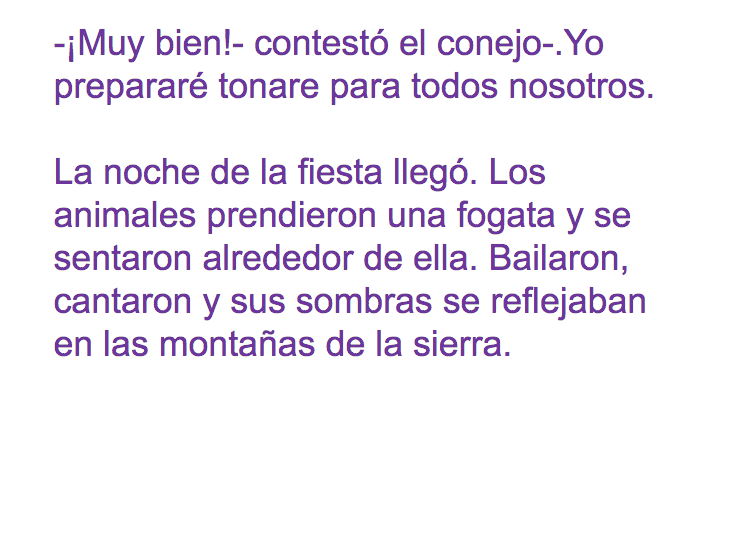 -¡Muy bien!- contestó el conejo-.Yo
prepararé tonare para todos nosotros.
La noche de la fiesta llegó. Los
animales prendieron una fogata y se
sentaron alrededor de ella. Bailaron,
cantaron y sus sombras se reflejaban
en las montañas de la sierra.